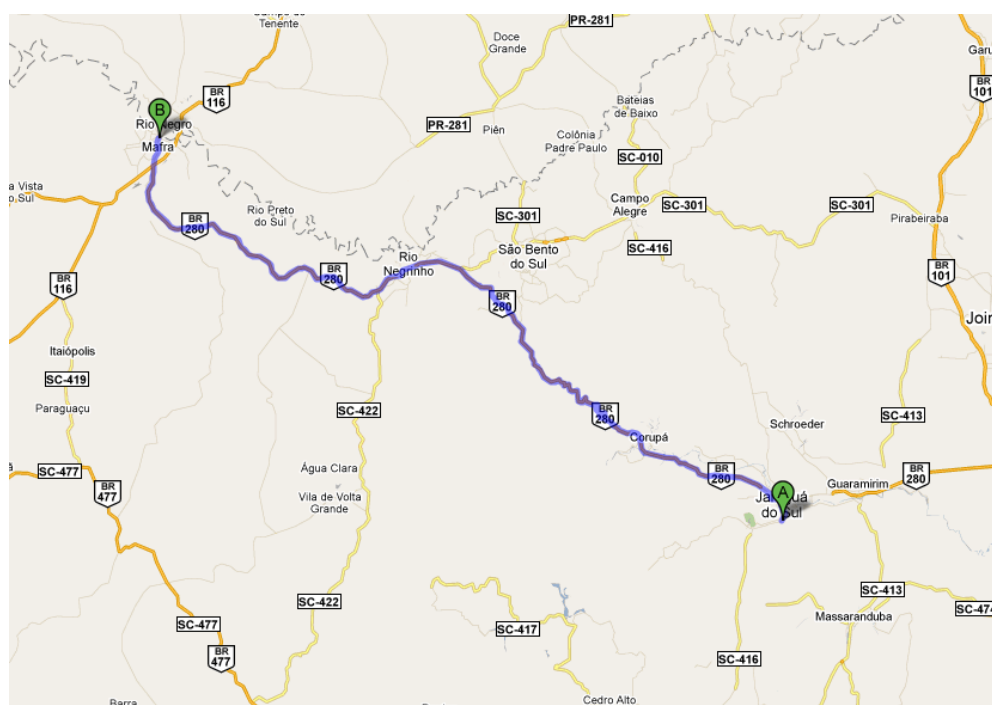 Campo do
Tenente
PR-281
Doce
Grande
Garu
BR
116
BR
101
B
Rio Negro
Mafra
PR-281
Piên
Bateias
de Baixo
Colônia
Padre Paulo
SC-010
a Vista
o Sul
Rio Preto
do Sul
BR
280
SC-301
Campo
Alegre
SC-301
SC-301
Pirabeiraba
São Bento
do Sul
SC-416
Rio
Negrinho
BR
280
BR
280
BR
116
BR
101
Join
Itaiópolis
SC-419
Paraguaçu
SC-422
BR
280
Corupá
Schroeder
SC-413
SC-477
BR
477
Água Clara
Vila de Volta
Grande
BR
280
Guaramirim
BR
280
A
do Sul
SC-422
SC-477
BR
477
SC-417
SC-413
SC-474
Massaranduba
SC-416
Cedro Alto
Barra